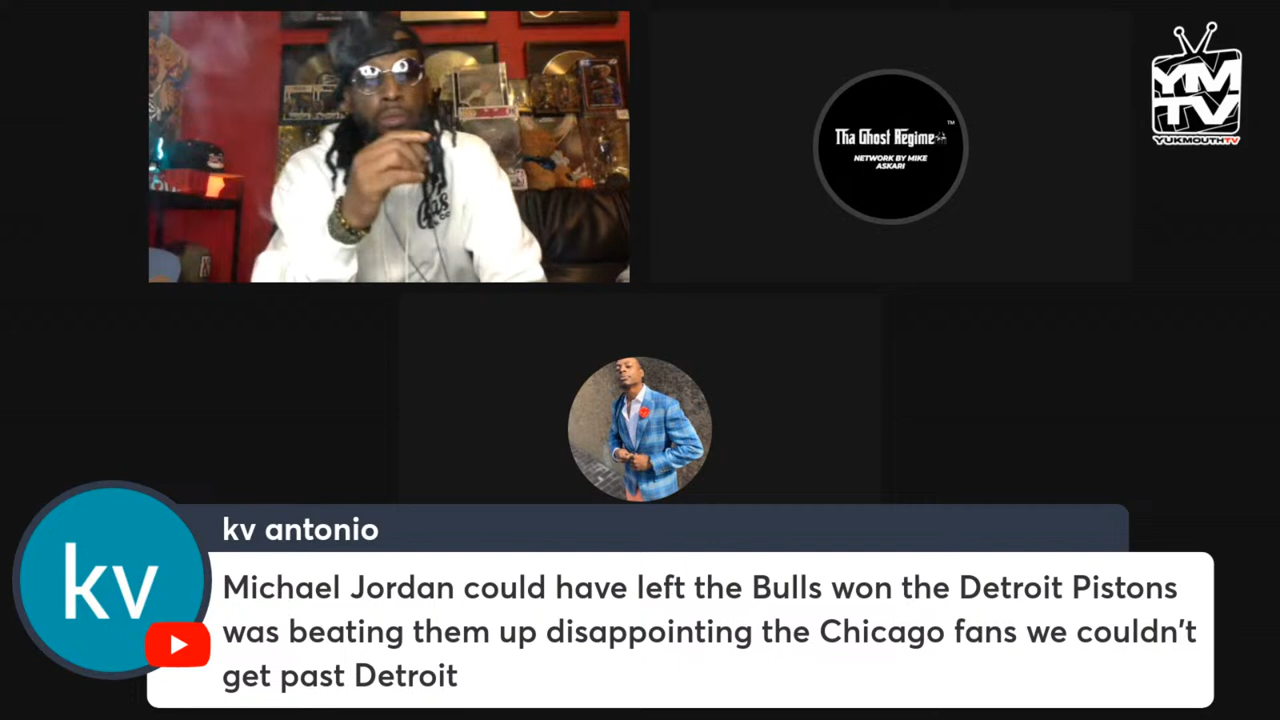 YM
TV
YUKMOUTHTV
Tha Ghost Regime
TM
NETWORK BY MIKE
ASKARI
kv
kv antonio
Michael Jordan could have left the Bulls won the Detroit Pistons
was beating them up disappointing the Chicago fans we couldn't
get past Detroit